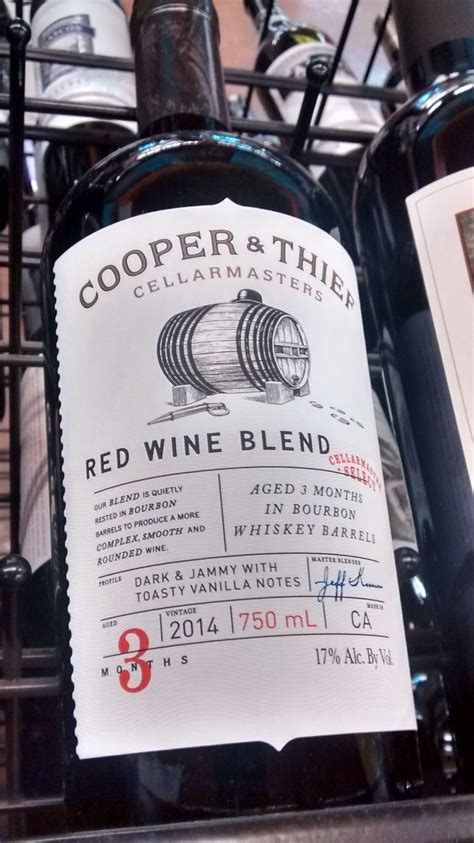 COOPER & THIEF
CELLARMASTERS
RED WINE BLEND
CELLARMASTER'S
SELECT
OUR BLEND IS QUIETLY
RESTED IN BOURBON
BARRELS TO PRODUCE A MORE
COMPLEX, SMOOTH AND
ROUNDED WINE.
AGED 3 MONTHS
IN BOURBON
WHISKEY BARRELS
PROFILE
DARK & JAMMY WITH
TOASTY VANILLA NOTES
MASTER BLENDER
Jeff
AGED
3
MONTHS
VINTAGE
2014
750 mL
MADE IN
CA
17% Alc. By Vol.